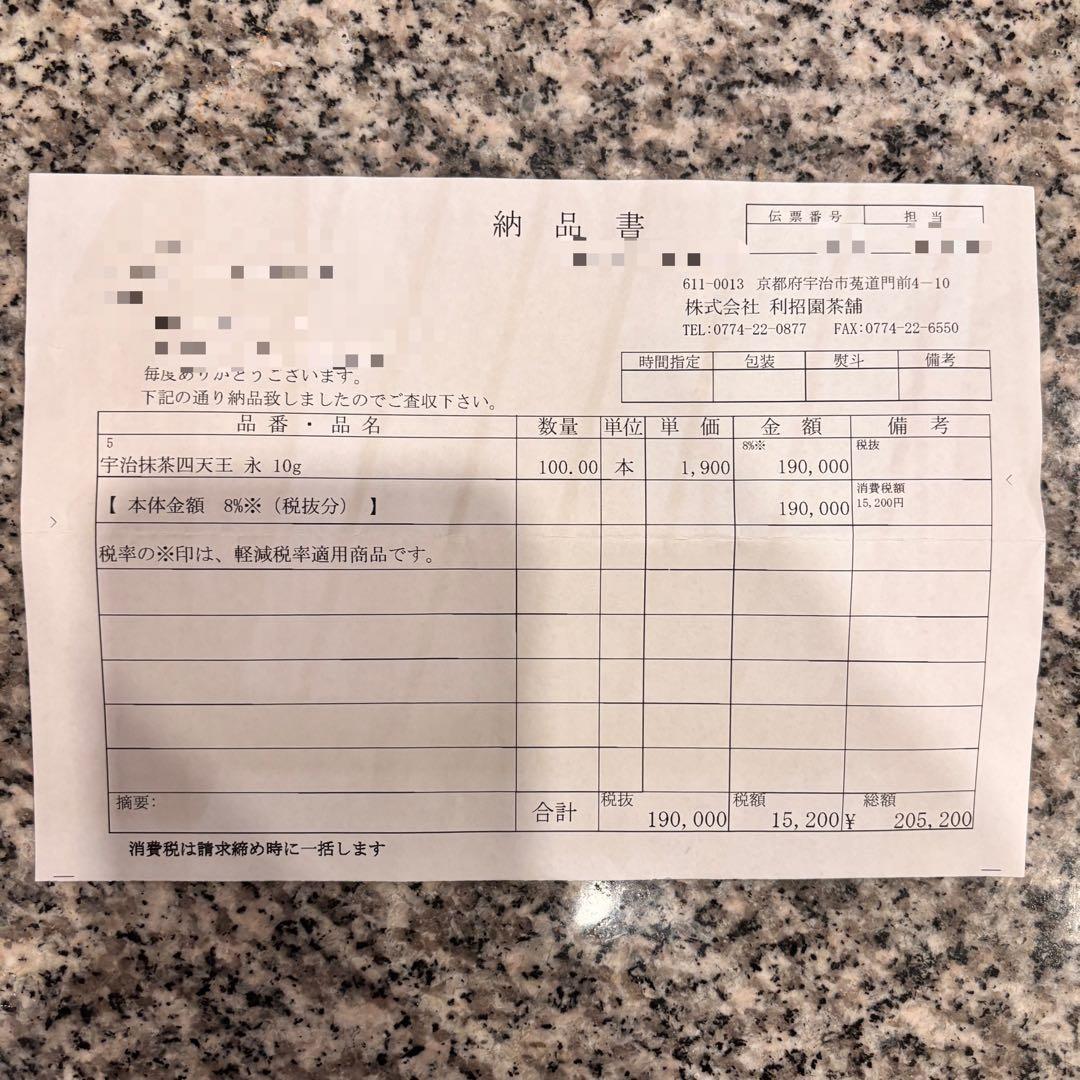 納品書
伝票番号 担当
611-0013 京都府宇治市菟道門前4-10
株式会社 利招園茶舗
TEL:0774-22-0877 FAX:0774-22-6550
時間指定 包装 熨斗 備考
毎度ありがとうございます。
下記の通り納品致しましたのでご査収下さい。
品番・品名 数量 単位 単価 金額 備考
5 8%※ 税抜
宇治抹茶四天王 永 10g 100.00 本 1,900 190,000
【 本体金額 8%※(税抜分) 】 190,000 消費税額
15,200円
税率の※印は、軽減税率適用商品です。
摘要: 合計 税抜 190,000 税額 15,200 総額 ¥ 205,200
消費税は請求締め時に一括します